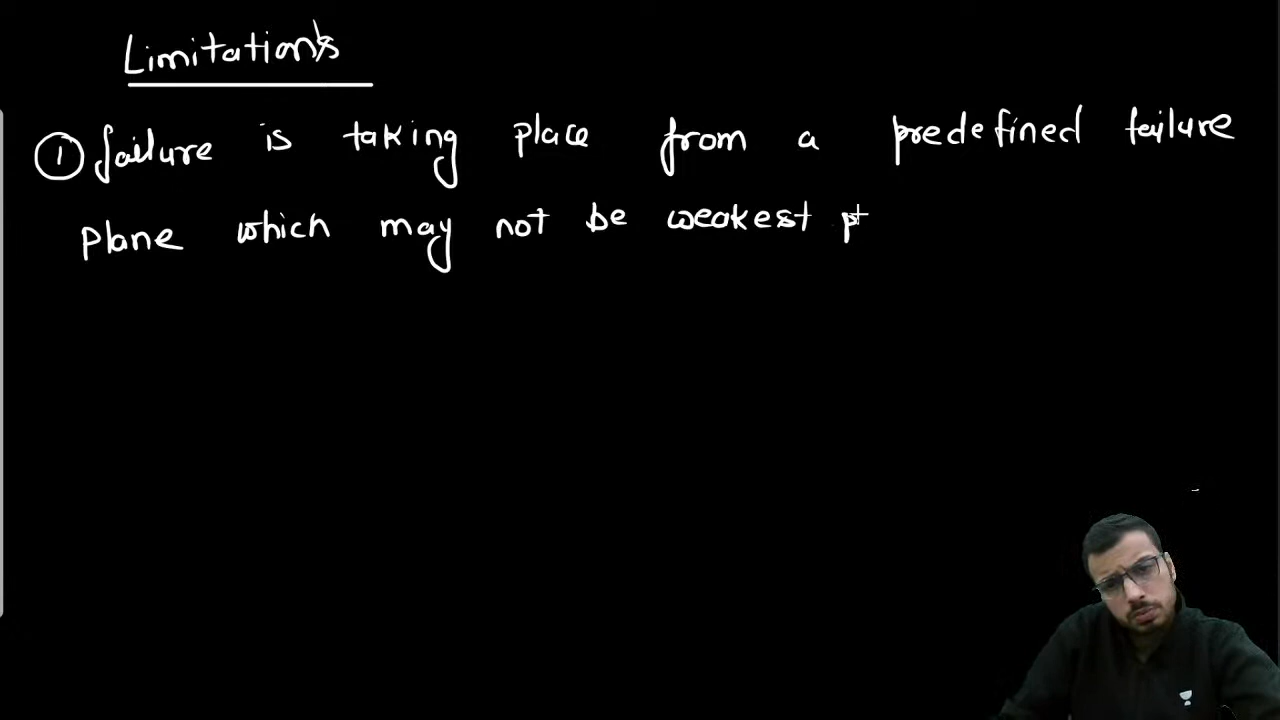 Limitations
① failure is taking place from a predefined failure
plane which may not be weakest